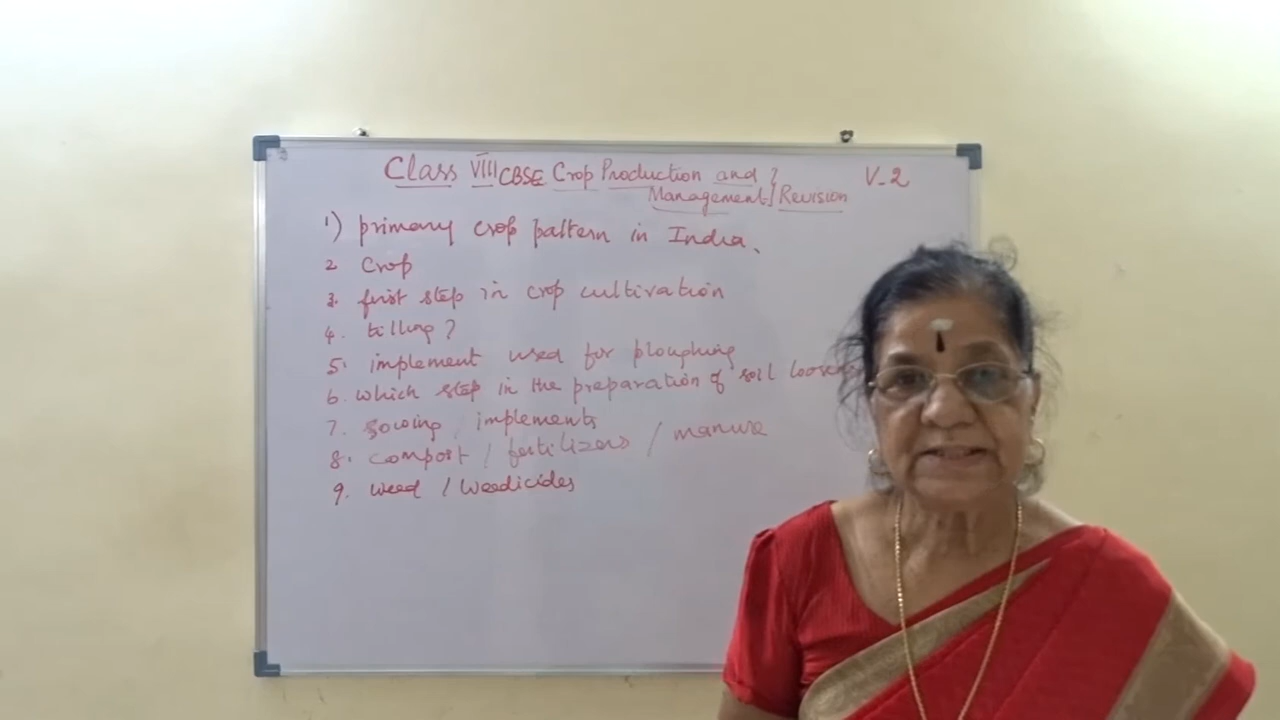 Class VIII CBSE Crop Production and
Management] Revision
V-2
1) primary crop pattern in India.
2 Crop
3. first step in crop cultivation
4. tilling?
5. implement used for ploughing
6. which step in the preparation of soil
7. sowing / implements
8. compost / fertilizers / manure
9. weed / weedicides